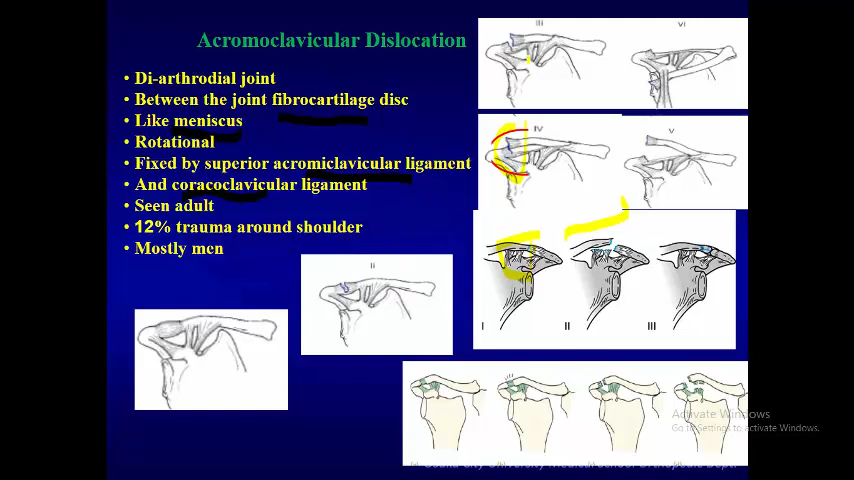 Acromoclavicular Dislocation
• Di-arthrodial joint
• Between the joint fibrocartilage disc
• Like meniscus
• Rotational
• Fixed by superior acromiclavicular ligament
• And coracoclavicular ligament
• Seen adult
• 12% trauma around shoulder
• Mostly men
iii
vi
iv
v
ii
I
II
III
Activate Windows
Go to Settings to activate Windows.